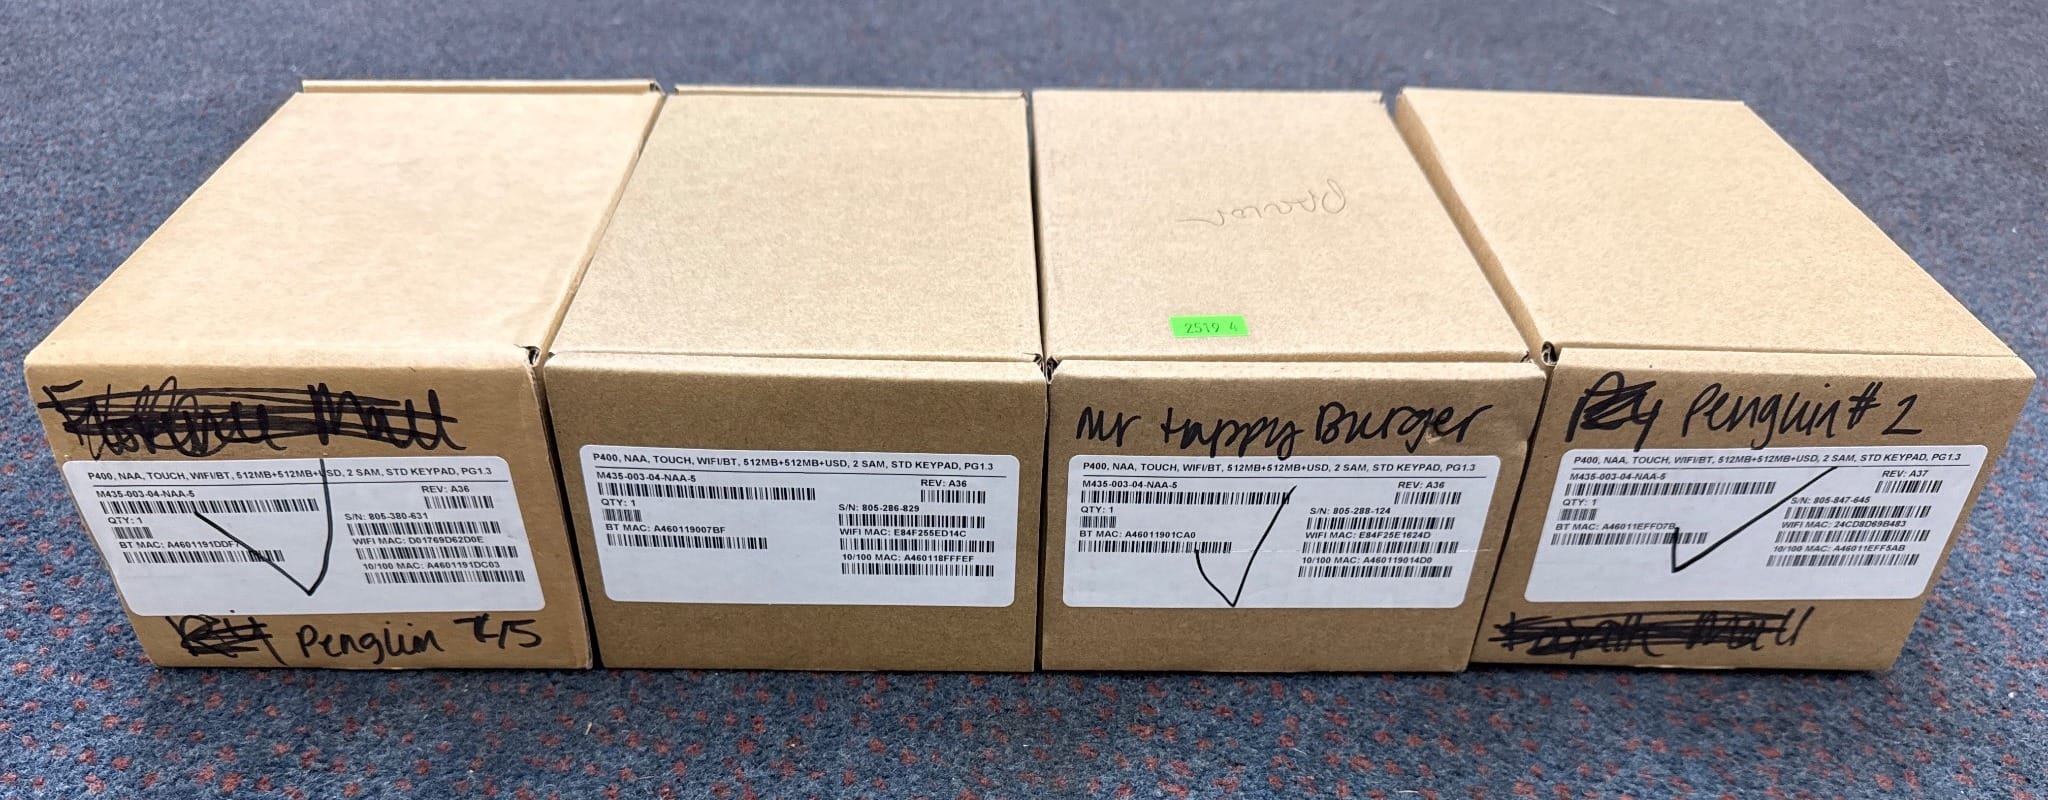 P400, NAA, TOUCH, WIFI/BT, 512MB+512MB+USD, 2 SAM, STD KEYPAD, PG1.3
M435-003-04-NAA-5
REV: A36
QTY: 1
S/N: 805-380-631
WIFI MAC: D01769D62D0E
BT MAC: A4601191DDF7
10/100 MAC: A4601191DC03
Penguin
P400, NAA, TOUCH, WIFI/BT, 512MB+512MB+USD, 2 SAM, STD KEYPAD, PG1.3
M435-003-04-NAA-5
REV: A36
QTY: 1
S/N: 805-286-829
BT MAC: A460119007BF
WIFI MAC: E84F255ED14C
10/100 MAC: A460118FFFEF
2519 4
Mr Happy Burger
P400, NAA, TOUCH, WIFI/BT, 512MB+512MB+USD, 2 SAM, STD KEYPAD, PG1.3
M435-003-04-NAA-5
REV: A36
QTY: 1
S/N: 805-288-124
BT MAC: A46011901CA0
WIFI MAC: E84F25E1624D
10/100 MAC: A460119014D0
Penguin # 2
P400, NAA, TOUCH, WIFI/BT, 512MB+512MB+USD, 2 SAM, STD KEYPAD, PG1.3
M435-003-04-NAA-5
REV: A37
QTY: 1
S/N: 805-847-645
BT MAC: A46011EFFD7B
WIFI MAC: 24CD8D69B483
10/100 MAC: A46011EFF5AB